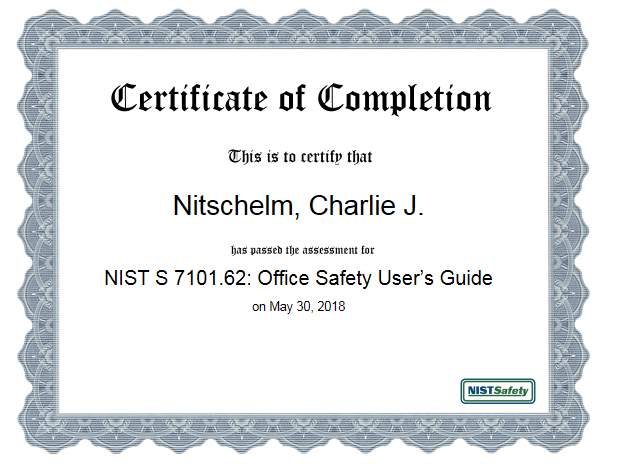 Certificate of Completion
This is to certify that
Nitschelm, Charlie J.
has passed the assessment for
NIST S 7101.62: Office Safety User’s Guide
on May 30, 2018
NISTSafety